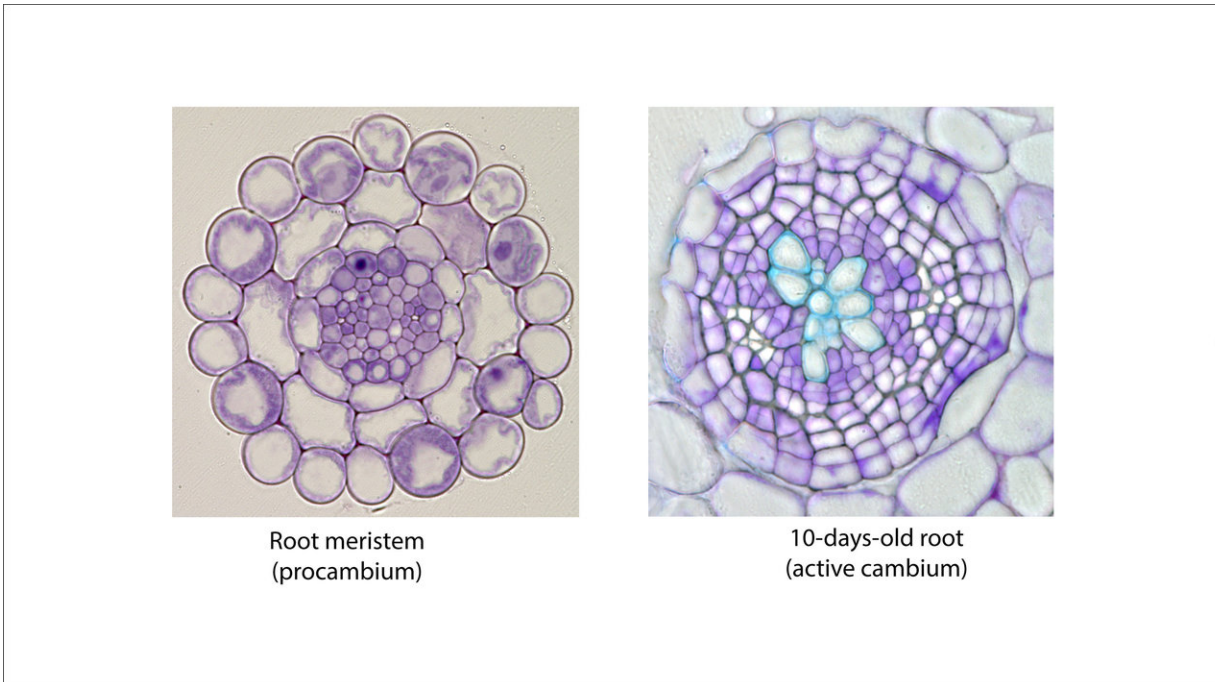 Root meristem
(procambium)
10-days-old root
(active cambium)